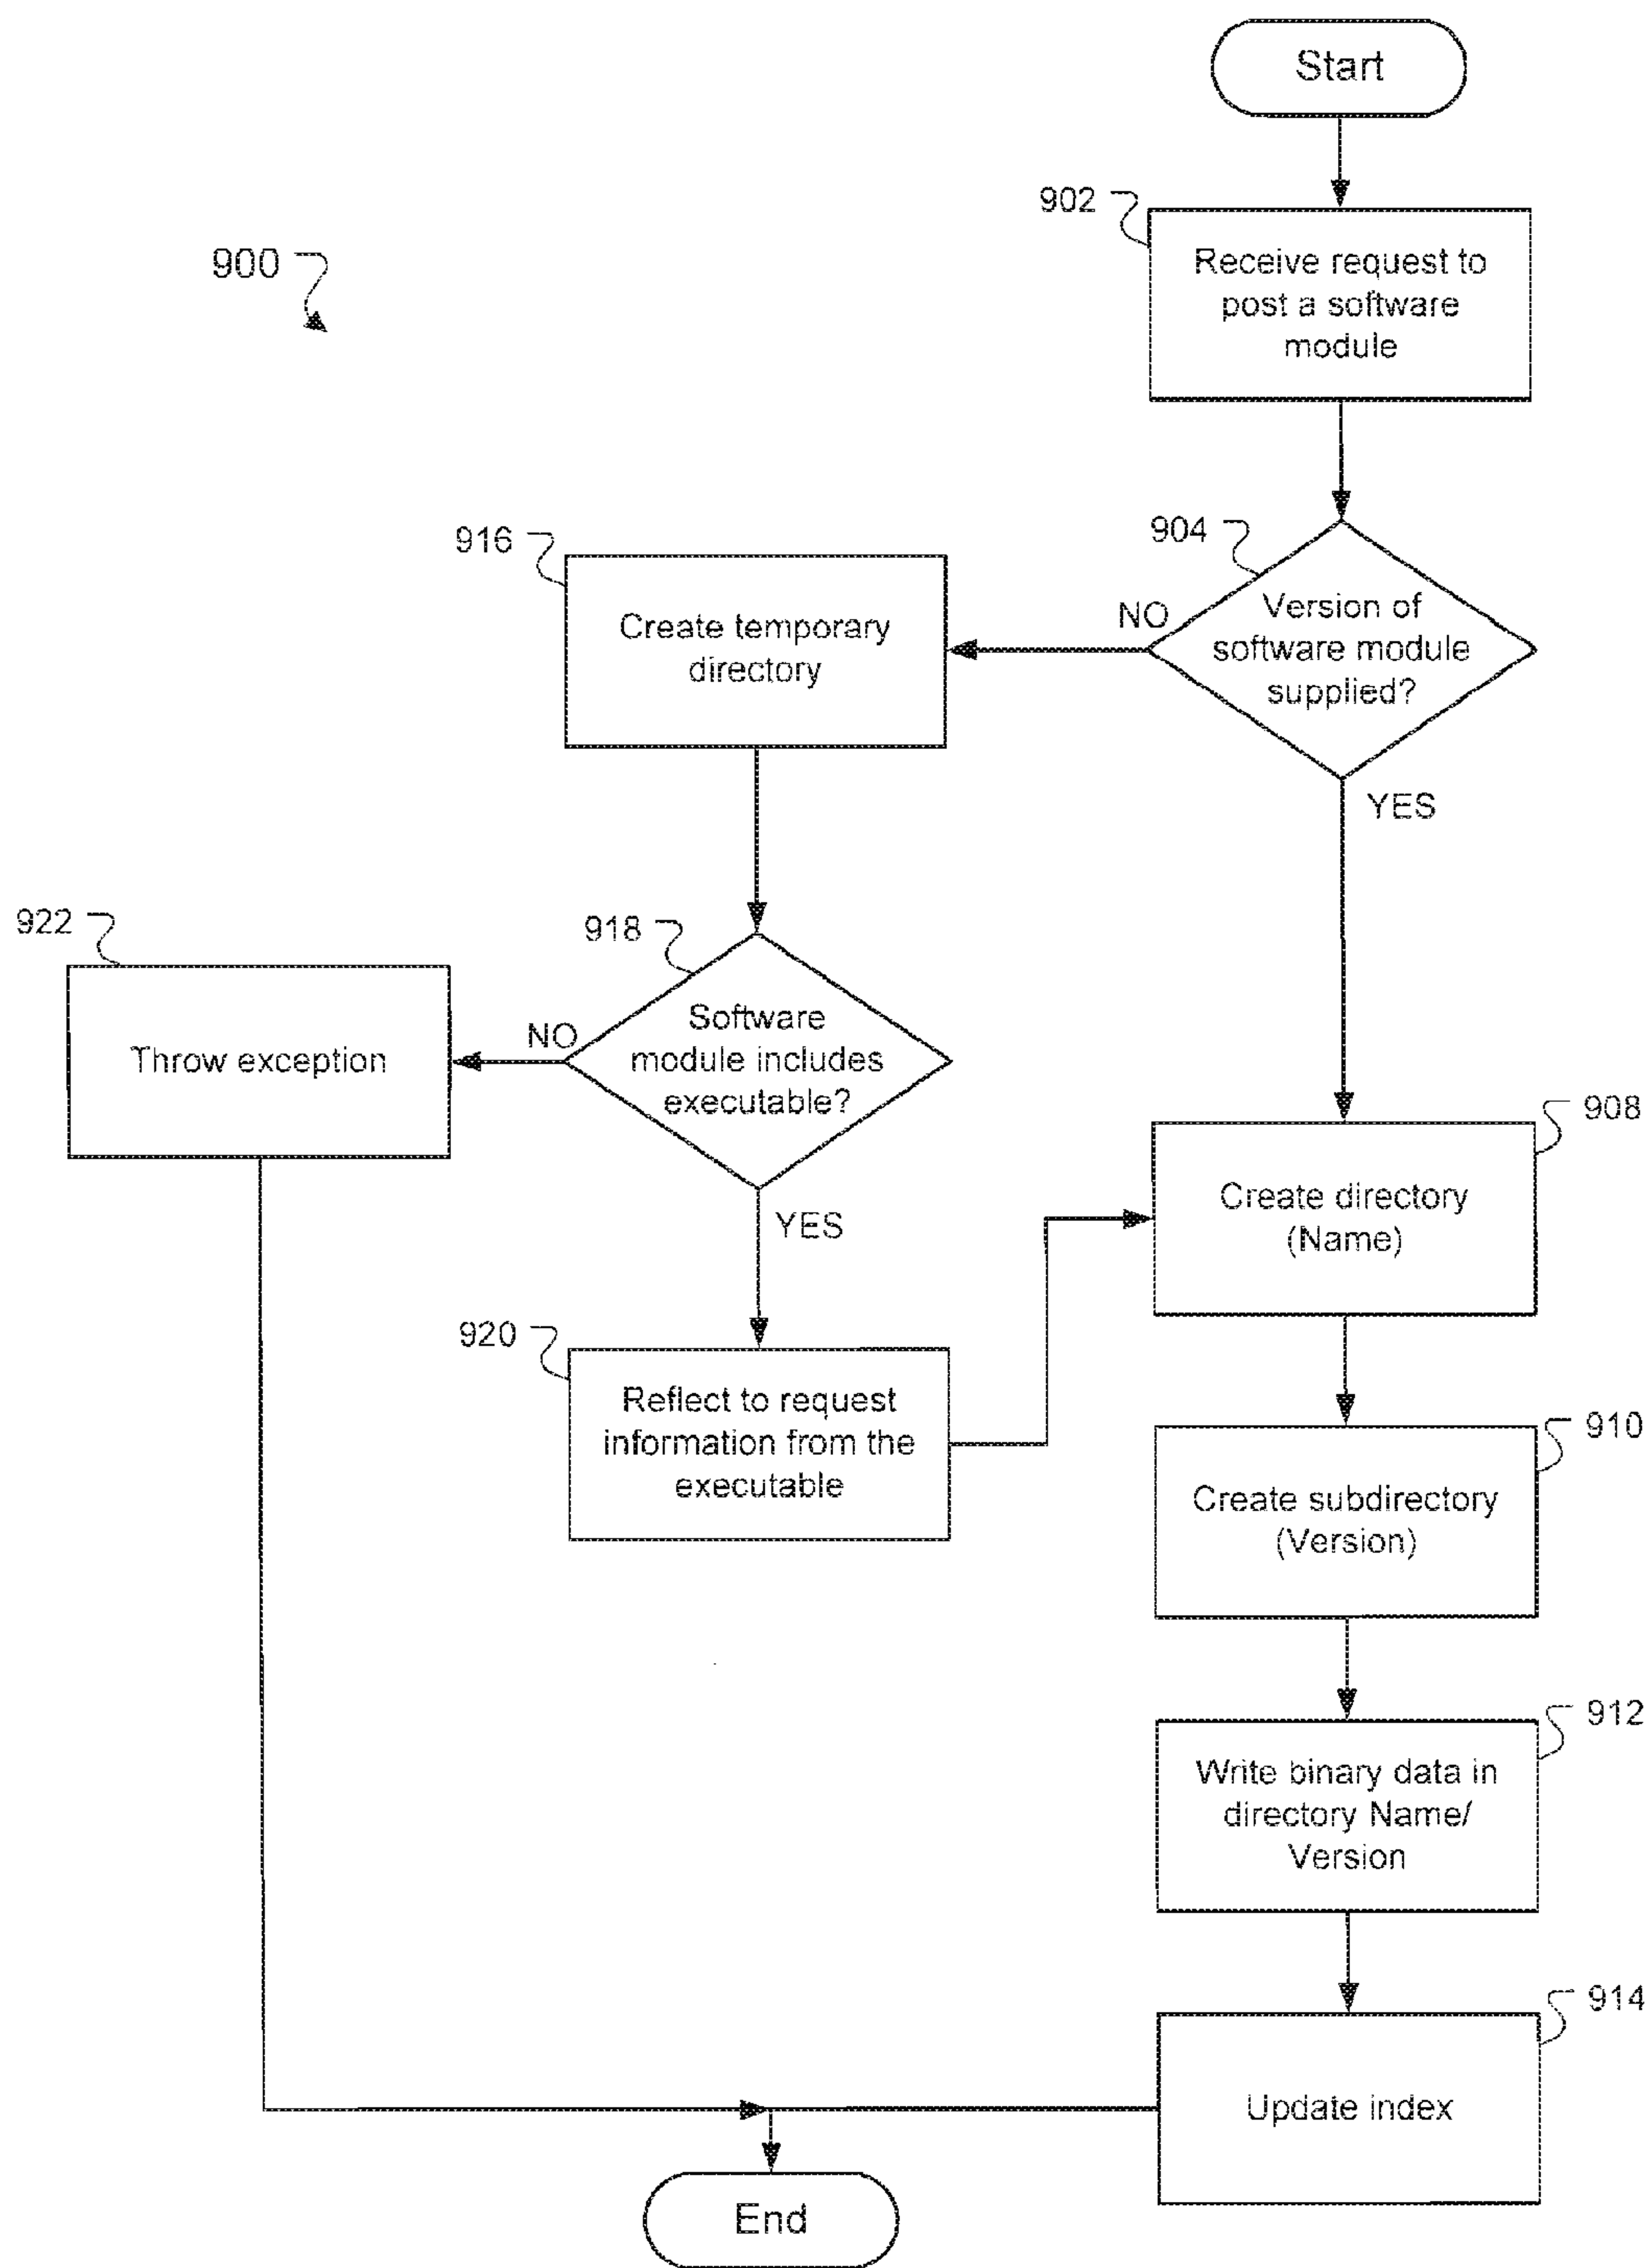 Start
902
Receive request to
post a software
module
900
904
Version of
software module
supplied?
NO
YES
916
Create temporary
directory
918
Software
module includes
executable?
NO
YES
922
Throw exception
920
Reflect to request
information from the
executable
908
Create directory
(Name)
910
Create subdirectory
(Version)
912
Write binary data in
directory Name/
Version
914
Update index
End